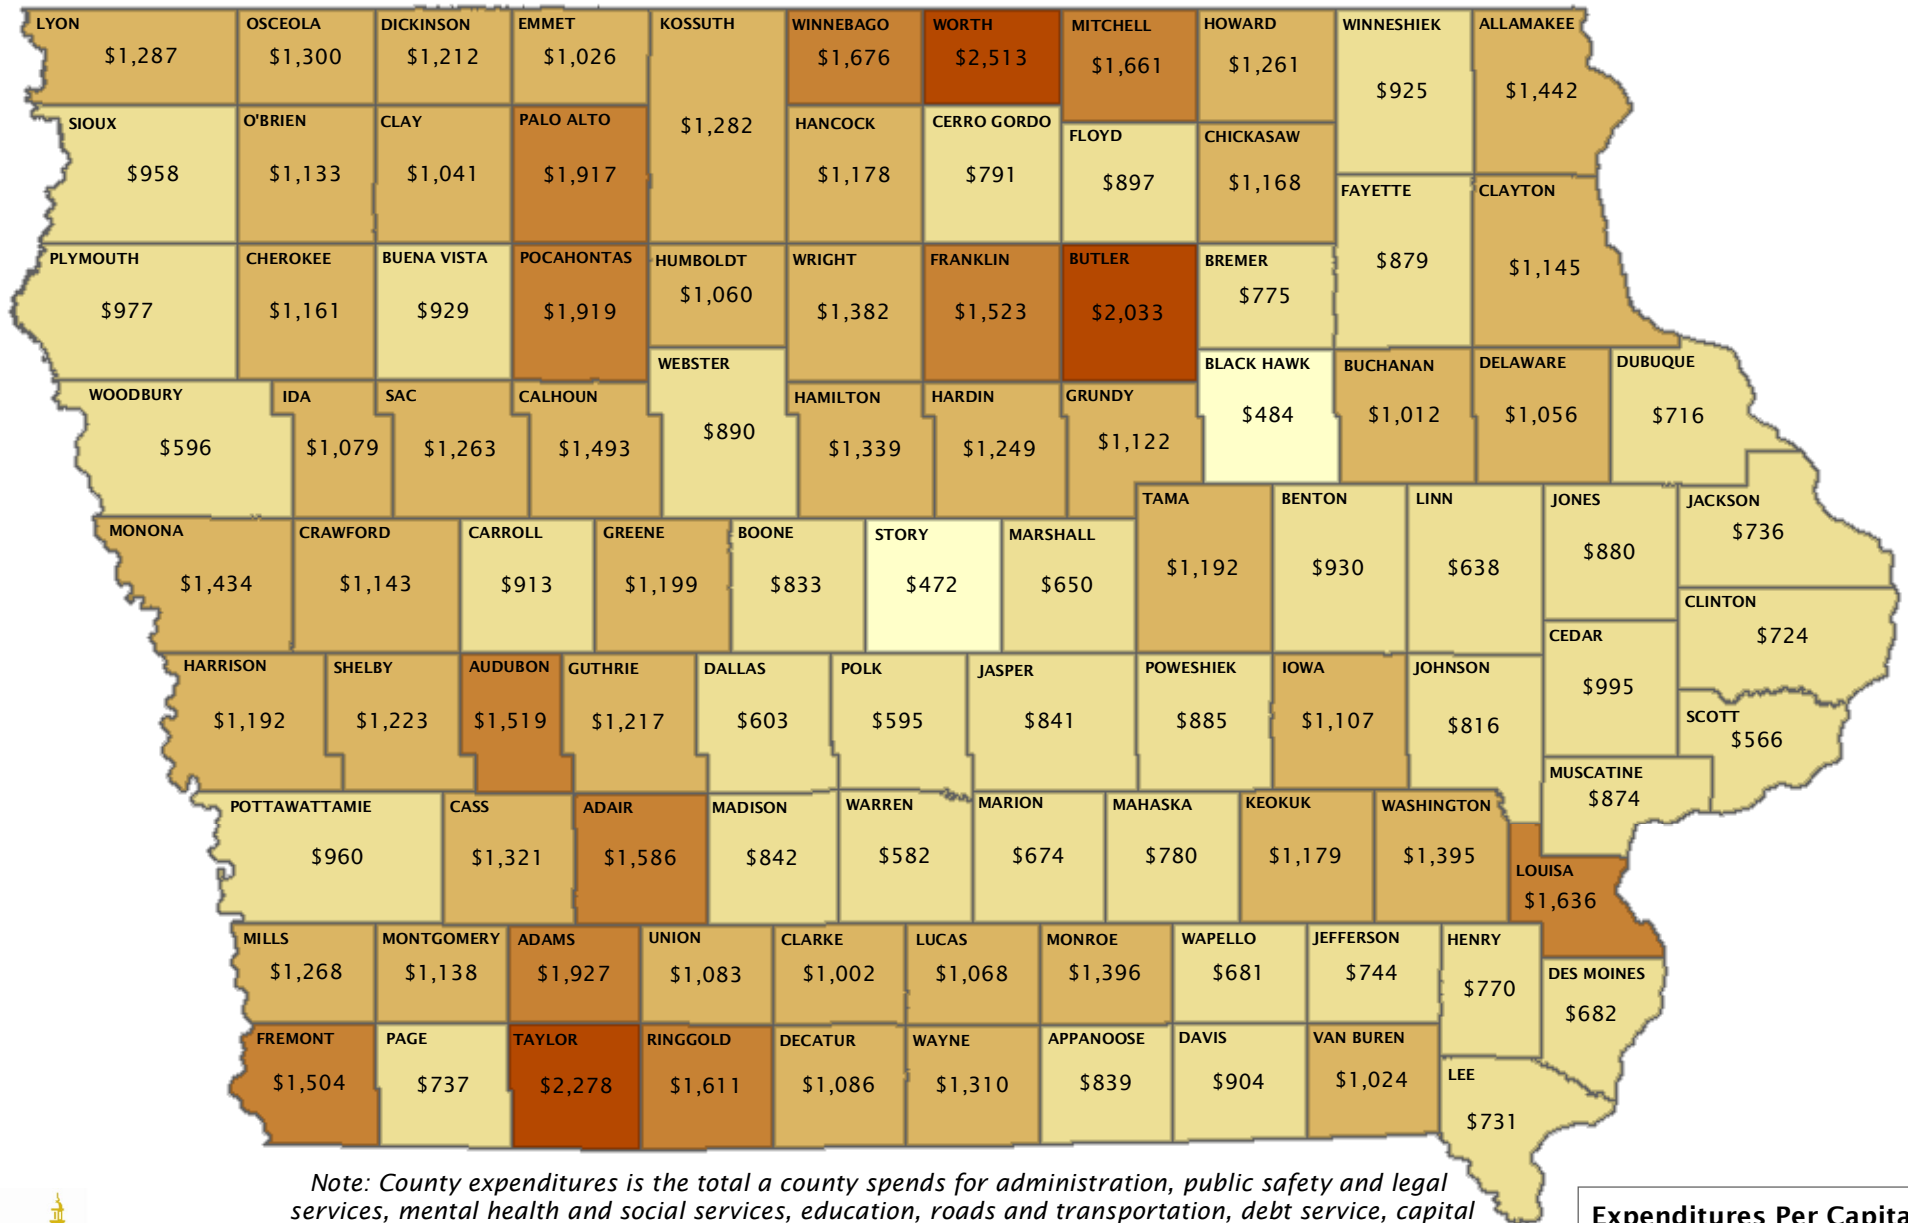 LYON
$1,287
OSCEOLA
$1,300
DICKINSON
$1,212
EMMET
$1,026
KOSSUTH
$1,282
WINNEBAGO
$1,676
WORTH
$2,513
MITCHELL
$1,661
HOWARD
$1,261
WINNESHIEK
$925
ALLAMAKEE
$1,442
SIOUX
$958
O'BRIEN
$1,133
CLAY
$1,041
PALO ALTO
$1,917
HANCOCK
$1,178
CERRO GORDO
$791
FLOYD
$897
CHICKASAW
$1,168
FAYETTE
$879
CLAYTON
$1,145
PLYMOUTH
$977
CHEROKEE
$1,161
BUENA VISTA
$929
POCAHONTAS
$1,919
HUMBOLDT
$1,060
WRIGHT
$1,382
FRANKLIN
$1,523
BUTLER
$2,033
BREMER
$775
WEBSTER
$890
BLACK HAWK
$484
BUCHANAN
$1,012
DELAWARE
$1,056
DUBUQUE
$716
WOODBURY
$596
IDA
$1,079
SAC
$1,263
CALHOUN
$1,493
HAMILTON
$1,339
HARDIN
$1,249
GRUNDY
$1,122
TAMA
$1,192
BENTON
$930
LINN
$638
JONES
$880
JACKSON
$736
MONONA
$1,434
CRAWFORD
$1,143
CARROLL
$913
GREENE
$1,199
BOONE
$833
STORY
$472
MARSHALL
$650
CLINTON
$724
CEDAR
$995
HARRISON
$1,192
SHELBY
$1,223
AUDUBON
$1,519
GUTHRIE
$1,217
DALLAS
$603
POLK
$595
JASPER
$841
POWESHIEK
$885
IOWA
$1,107
JOHNSON
$816
SCOTT
$566
MUSCATINE
$874
POTTAWATTAMIE
$960
CASS
$1,321
ADAIR
$1,586
MADISON
$842
WARREN
$582
MARION
$674
MAHASKA
$780
KEOKUK
$1,179
WASHINGTON
$1,395
LOUISA
$1,636
MILLS
$1,268
MONTGOMERY
$1,138
ADAMS
$1,927
UNION
$1,083
CLARKE
$1,002
LUCAS
$1,068
MONROE
$1,396
WAPELLO
$681
JEFFERSON
$744
HENRY
$770
DES MOINES
$682
FREMONT
$1,504
PAGE
$737
TAYLOR
$2,278
RINGGOLD
$1,611
DECATUR
$1,086
WAYNE
$1,310
APPANOOSE
$839
DAVIS
$904
VAN BUREN
$1,024
LEE
$731
Note: County expenditures is the total a county spends for administration, public safety and legal
services, mental health and social services, education, roads and transportation, debt service, capital
Expenditures Per Capita